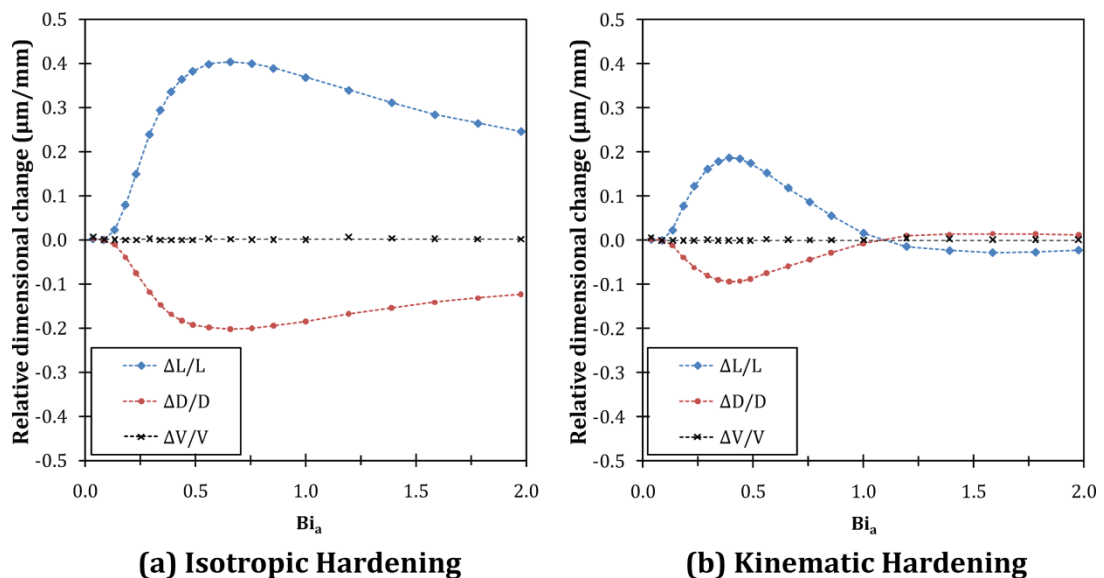 Relative dimensional change (μm/mm)
0.5
0.4
0.3
0.2
0.1
0.0
-0.1
-0.2
-0.3
-0.4
-0.5
ΔL/L
ΔD/D
ΔV/V
0.0
0.5
1.0
1.5
2.0
Bia
(a) Isotropic Hardening
Relative dimensional change (μm/mm)
0.5
0.4
0.3
0.2
0.1
0.0
-0.1
-0.2
-0.3
-0.4
-0.5
ΔL/L
ΔD/D
ΔV/V
0.0
0.5
1.0
1.5
2.0
Bia
(b) Kinematic Hardening